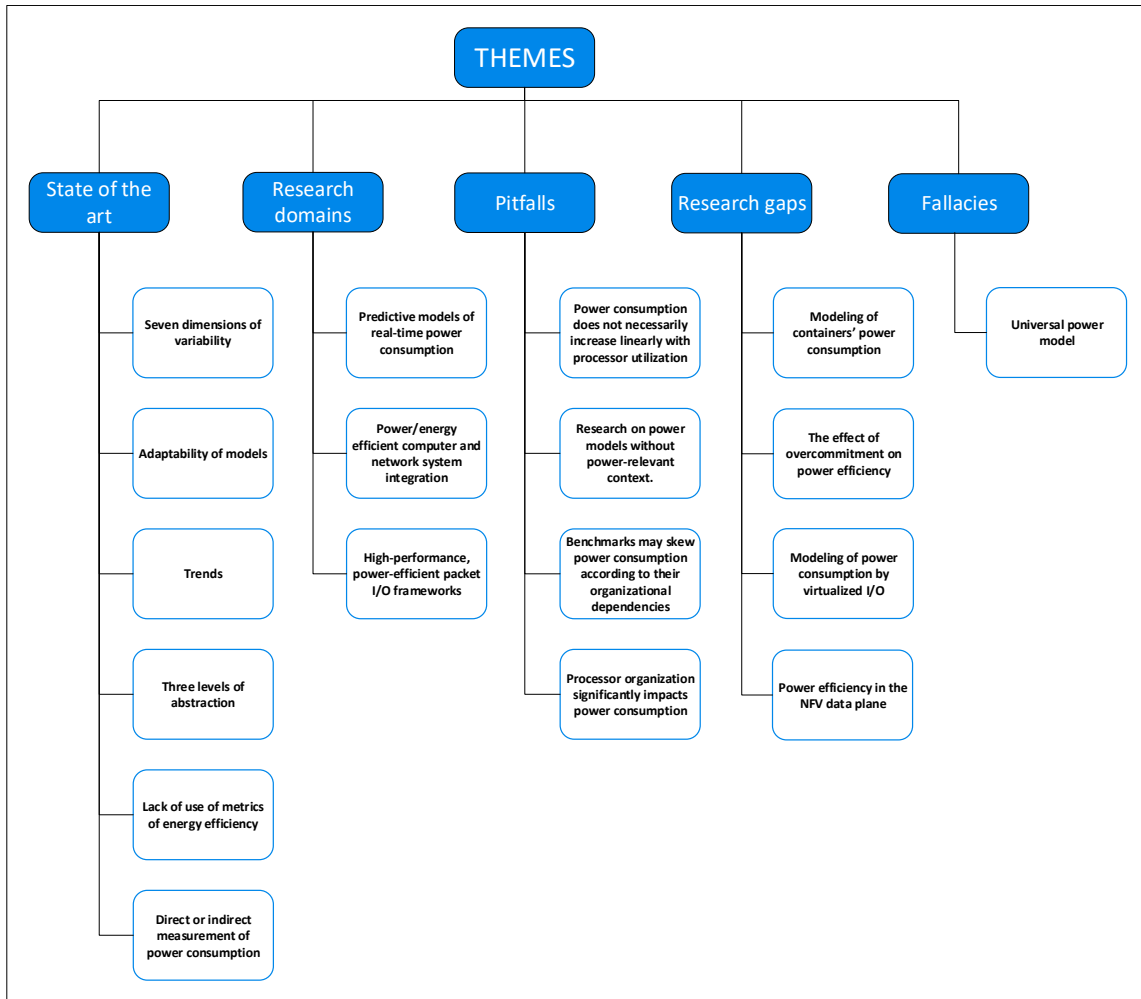 THEMES
State of the
art
Research
domains
Pitfalls
Research gaps
Fallacies
Seven dimensions of
variability
Adaptability of models
Trends
Three levels of
abstraction
Lack of use of metrics
of energy efficiency
Direct or indirect
measurement of
power consumption
Predictive models of
real-time power
consumption
Power/energy
efficient computer and
network system
integration
High-performance,
power-efficient packet
I/O frameworks
Power consumption
does not necessarily
increase linearly with
processor utilization
Research on power
models without
power-relevant
context.
Benchmarks may skew
power consumption
according to their
organizational
dependencies
Processor organization
significantly impacts
power consumption
Modeling of
containers’ power
consumption
The effect of
overcommitment on
power efficiency
Modeling of power
consumption by
virtualized I/O
Power efficiency in the
NFV data plane
Universal power
model